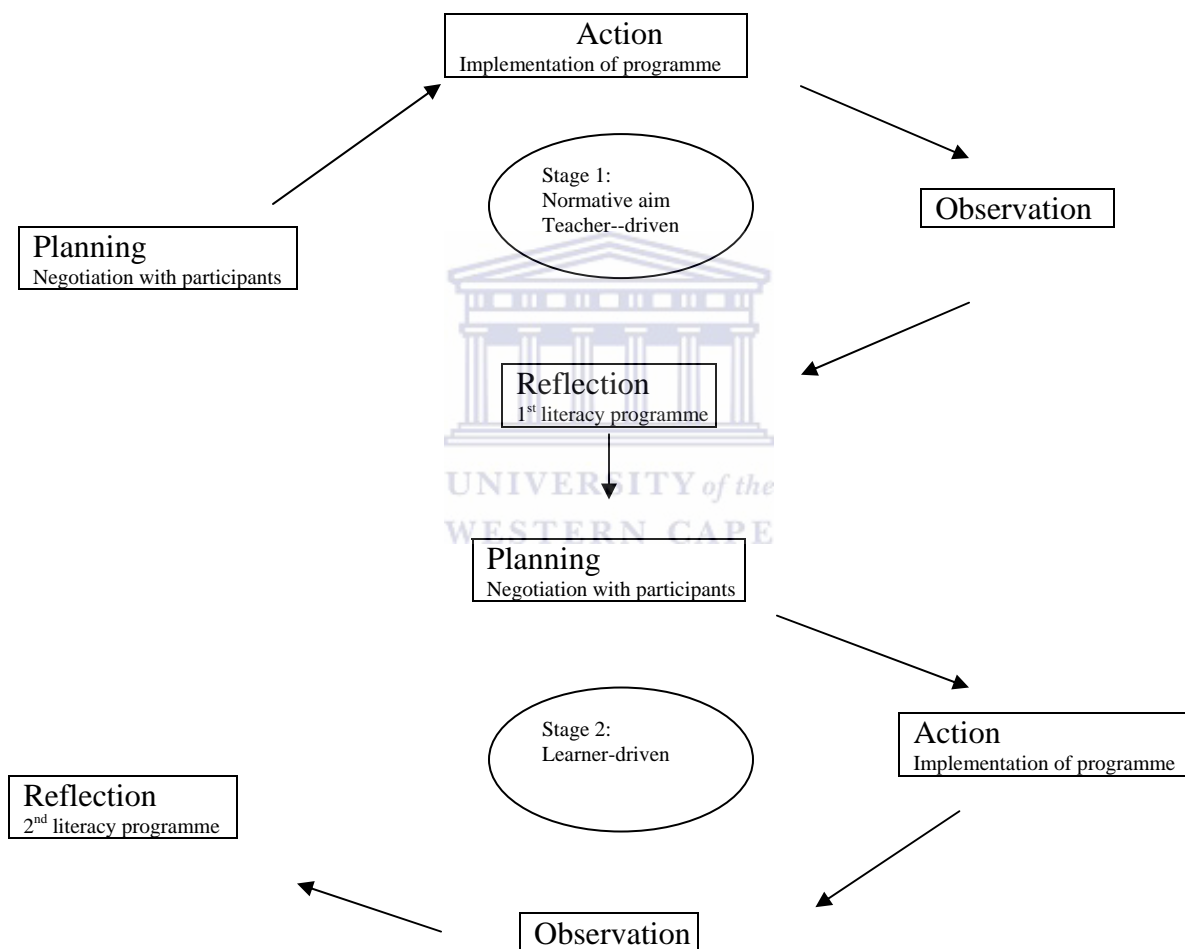 Action
Implementation of programme
Stage 1:
Normative aim
Teacher--driven
Observation
Planning
Negotiation with participants
Reflection
1st literacy programme
UNIVERSITY of the
WESTERN CAPE
Planning
Negotiation with participants
Stage 2:
Learner-driven
Action
Implementation of programme
Reflection
2nd literacy programme
Observation